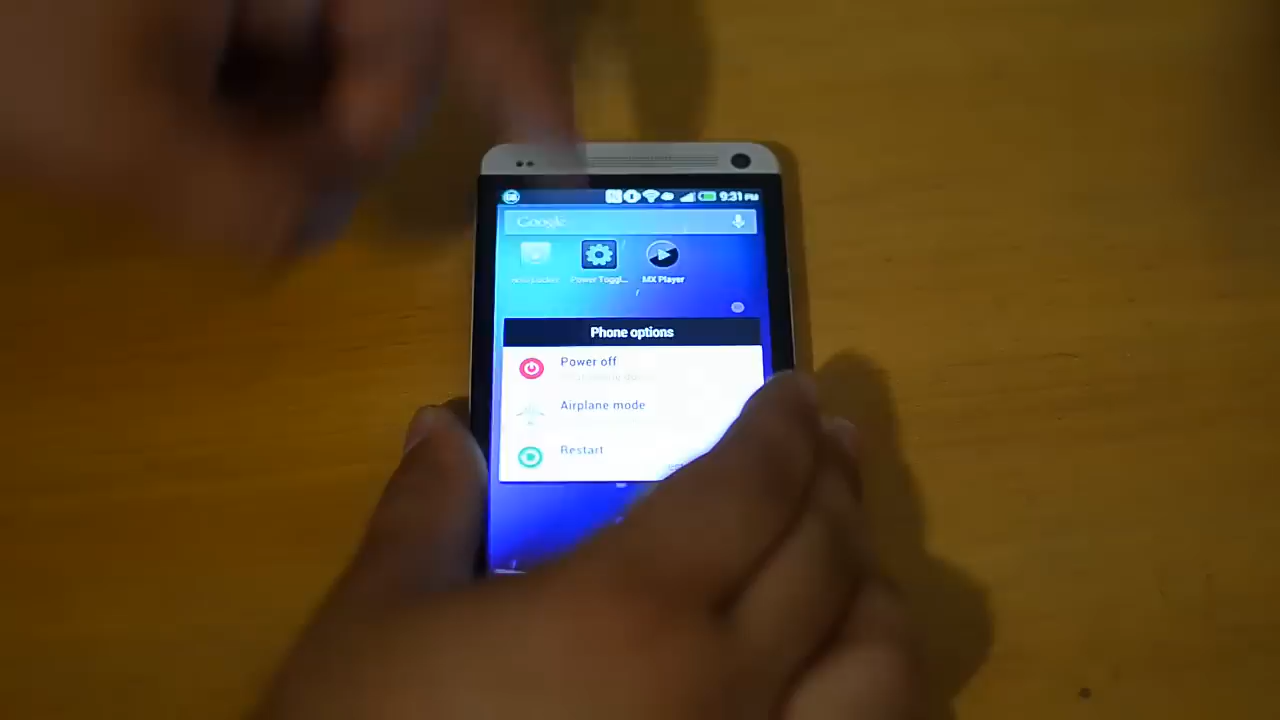 9:31 PM
Google
Power Toggl...
MX Player
Phone options
Power off
Airplane mode
Restart